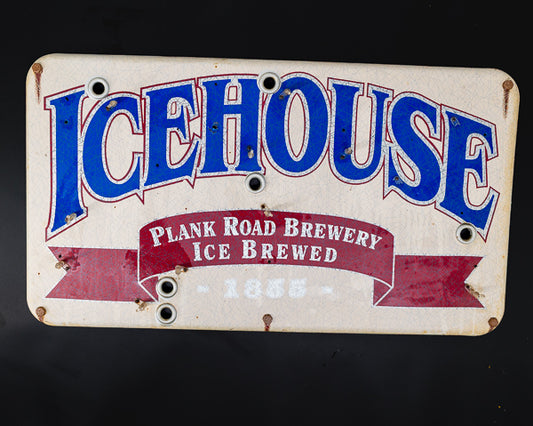 ICEHOUSE
PLANK ROAD BREWERY
ICE BREWED
- 1855 -